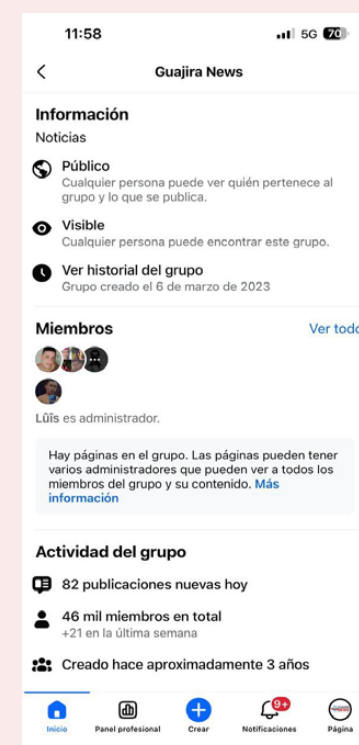 11:58
5G 70
Guajira News
Información
Noticias
Público
Cualquier persona puede ver quién pertenece al
grupo y lo que se publica.
Visible
Cualquier persona puede encontrar este grupo.
Ver historial del grupo
Grupo creado el 6 de marzo de 2023
Miembros
Ver todo
Lûîs es administrador.
Hay páginas en el grupo. Las páginas pueden tener
varios administradores que pueden ver a todos los
miembros del grupo y su contenido. Más
información
Actividad del grupo
82 publicaciones nuevas hoy
46 mil miembros en total
+21 en la última semana
Creado hace aproximadamente 3 años
9+
Inicio Panel profesional Crear Notificaciones Página